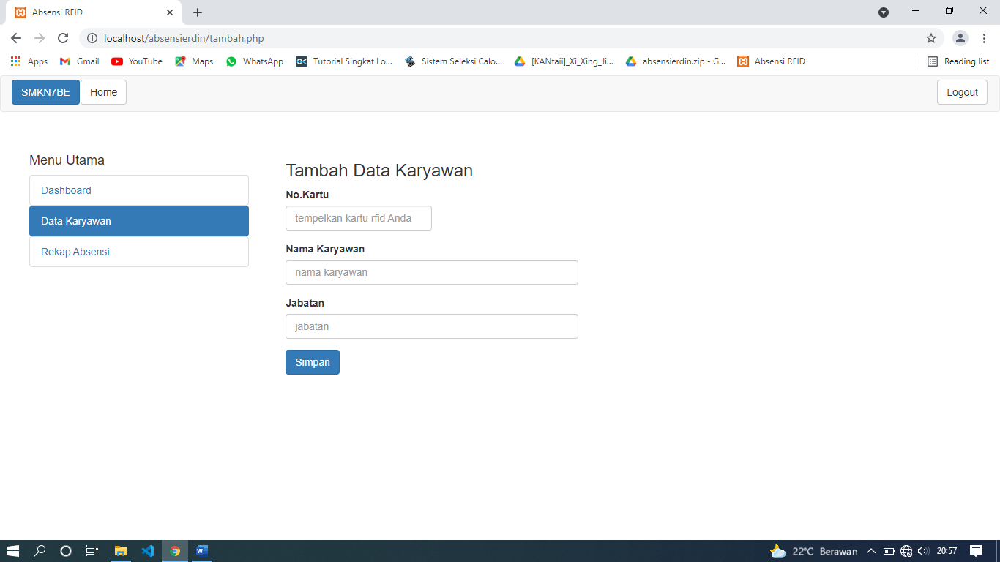 Absensi RFID
localhost/absensierdin/tambah.php
Apps Gmail YouTube Maps WhatsApp Tutorial Singkat Lo... Sistem Seleksi Calo... [KANtaii]_Xi_Xing_Ji... absensierdin.zip - G... Absensi RFID Reading list
SMKN7BE Home Logout
Menu Utama
Dashboard
Data Karyawan
Rekap Absensi
Tambah Data Karyawan
No.Kartu
tempelkan kartu rfid Anda
Nama Karyawan
nama karyawan
Jabatan
jabatan
Simpan
22°C Berawan 20:57